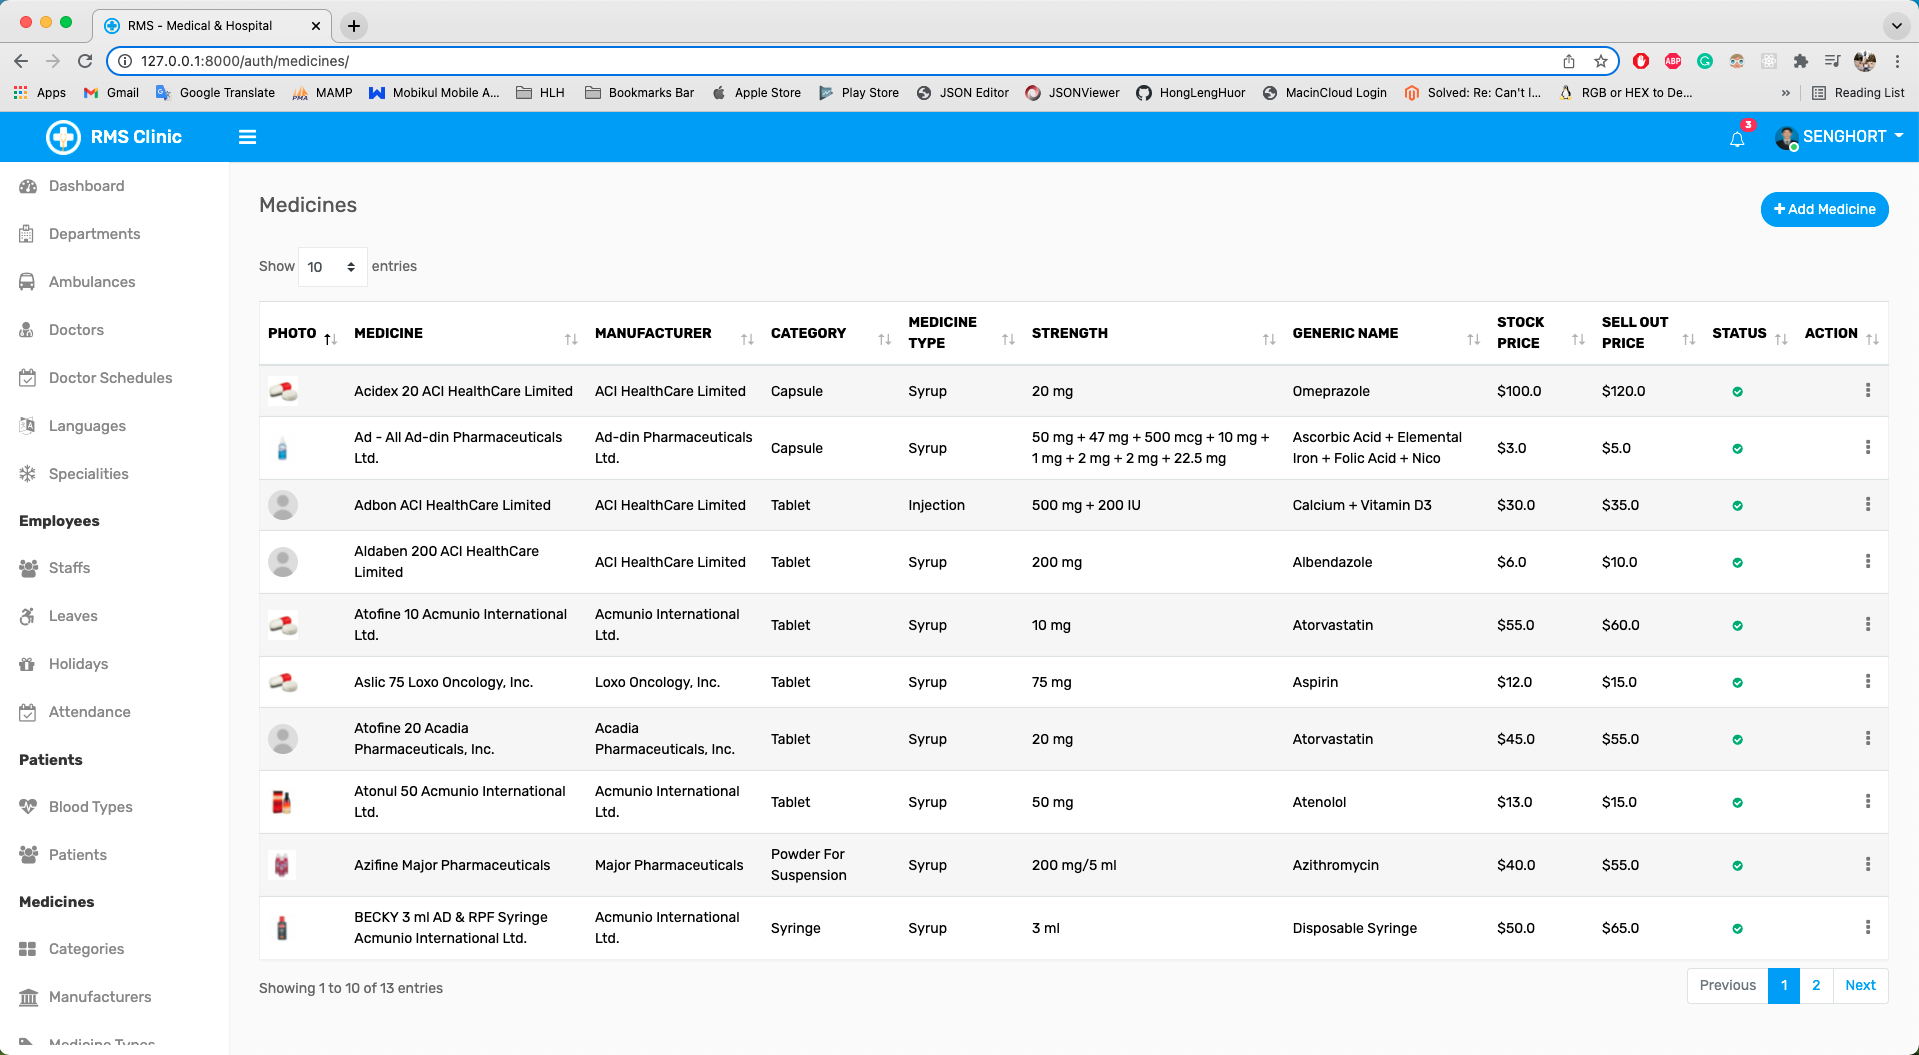 RMS - Medical & Hospital
127.0.0.1:8000/auth/medicines/
ABP
Apps
Gmail
Google Translate
PMA
MAMP
Mobikul Mobile A...
HLH
Bookmarks Bar
Apple Store
Play Store
JSON Editor
JSONViewer
HongLengHuor
MacinCloud Login
Solved: Re: Can't I...
RGB or HEX to De...
»
Reading List
RMS Clinic
3
SENGHORT
Dashboard
Departments
Ambulances
Doctors
Doctor Schedules
Languages
Specialities
Employees
Staffs
Leaves
Holidays
Attendance
Patients
Blood Types
Patients
Medicines
Categories
Manufacturers
Medicine Types
Medicines
+ Add Medicine
Show 10 entries
PHOTO MEDICINE MANUFACTURER CATEGORY MEDICINE TYPE STRENGTH GENERIC NAME STOCK PRICE SELL OUT PRICE STATUS ACTION
Acidex 20 ACI HealthCare Limited ACI HealthCare Limited Capsule Syrup 20 mg Omeprazole $100.0 $120.0
Ad - All Ad-din Pharmaceuticals Ad-din Pharmaceuticals 50 mg + 47 mg + 500 mcg + 10 mg + Ascorbic Acid + Elemental
Capsule Syrup $3.0 $5.0
Ltd. Ltd. 1 mg + 2 mg + 2 mg + 22.5 mg Iron + Folic Acid + Nico
Adbon ACI HealthCare Limited ACI HealthCare Limited Tablet Injection 500 mg + 200 IU Calcium + Vitamin D3 $30.0 $35.0
Aldaben 200 ACI HealthCare
ACI HealthCare Limited Tablet Syrup 200 mg Albendazole $6.0 $10.0
Limited
Atofine 10 Acmunio International Acmunio International
Tablet Syrup 10 mg Atorvastatin $55.0 $60.0
Ltd. Ltd.
Aslic 75 Loxo Oncology, Inc. Loxo Oncology, Inc. Tablet Syrup 75 mg Aspirin $12.0 $15.0
Atofine 20 Acadia Acadia
Tablet Syrup 20 mg Atorvastatin $45.0 $55.0
Pharmaceuticals, Inc. Pharmaceuticals, Inc.
Atonul 50 Acmunio International Acmunio International
Tablet Syrup 50 mg Atenolol $13.0 $15.0
Ltd. Ltd.
Powder For
Azifine Major Pharmaceuticals Major Pharmaceuticals Syrup 200 mg/5 ml Azithromycin $40.0 $55.0
Suspension
BECKY 3 ml AD & RPF Syringe Acmunio International
Syringe Syrup 3 ml Disposable Syringe $50.0 $65.0
Acmunio International Ltd. Ltd.
Showing 1 to 10 of 13 entries
Previous 1 2 Next